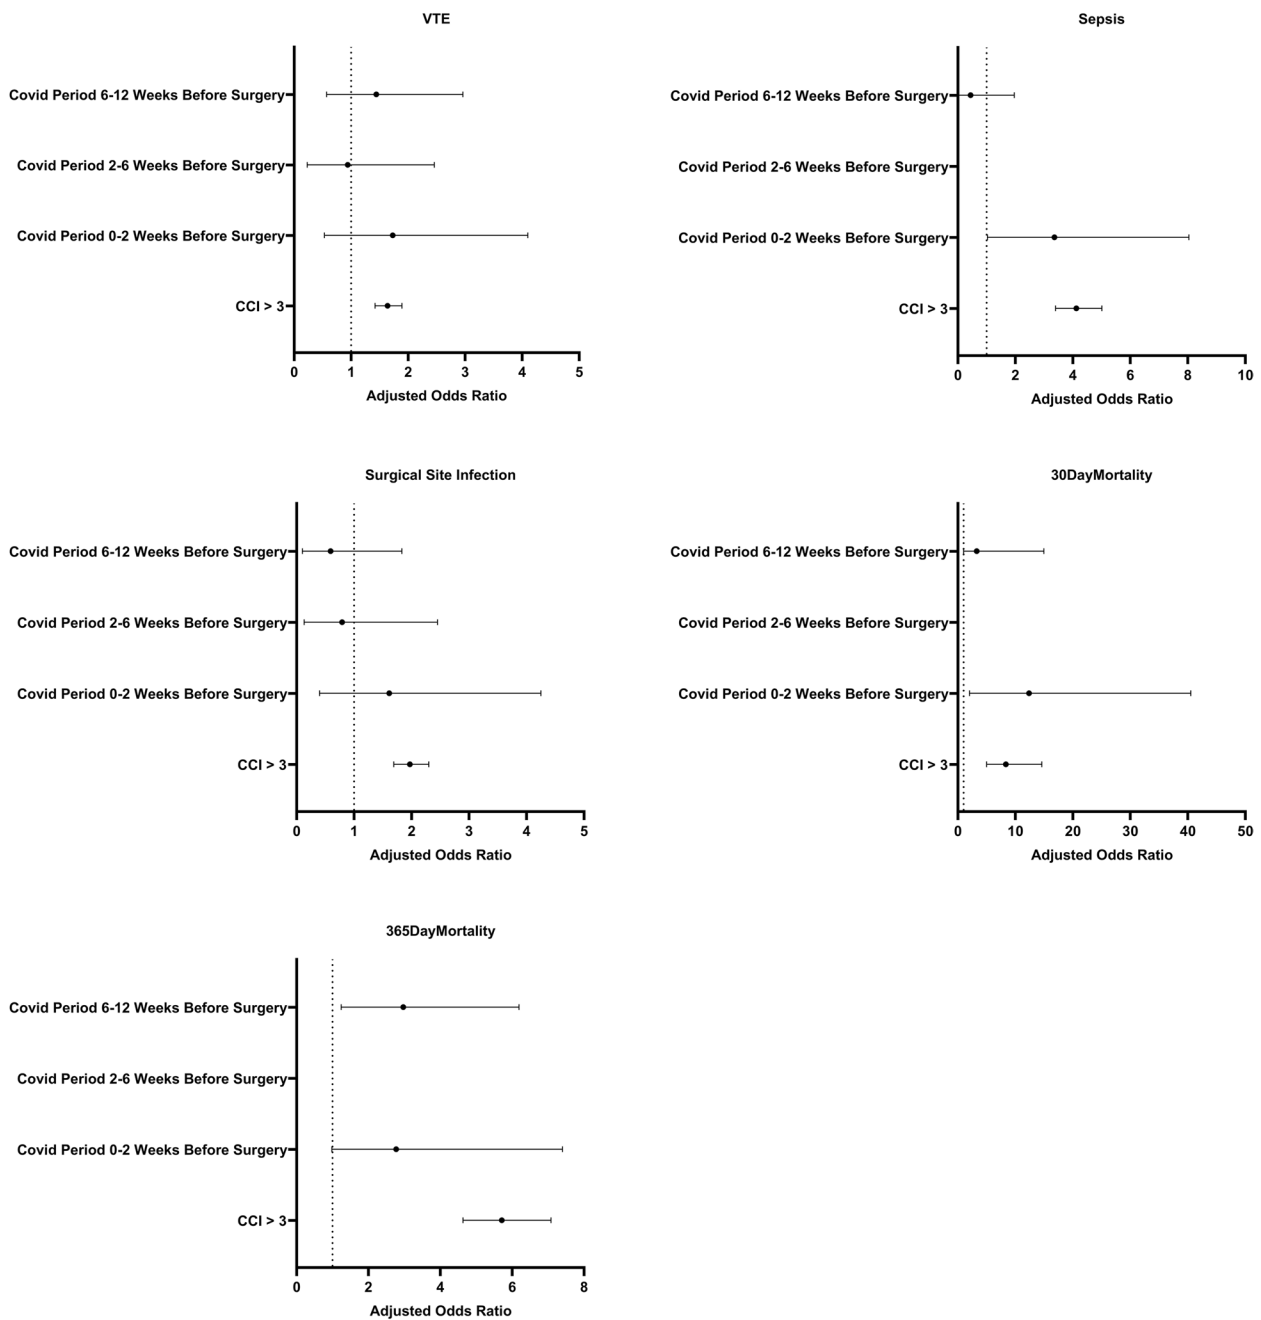 VTE
Covid Period 6-12 Weeks Before Surgery
Covid Period 2-6 Weeks Before Surgery
Covid Period 0-2 Weeks Before Surgery
CCI > 3
0 1 2 3 4 5
Adjusted Odds Ratio
Sepsis
Covid Period 6-12 Weeks Before Surgery
Covid Period 2-6 Weeks Before Surgery
Covid Period 0-2 Weeks Before Surgery
CCI > 3
0 2 4 6 8 10
Adjusted Odds Ratio
Surgical Site Infection
Covid Period 6-12 Weeks Before Surgery
Covid Period 2-6 Weeks Before Surgery
Covid Period 0-2 Weeks Before Surgery
CCI > 3
0 1 2 3 4 5
Adjusted Odds Ratio
30DayMortality
Covid Period 6-12 Weeks Before Surgery
Covid Period 2-6 Weeks Before Surgery
Covid Period 0-2 Weeks Before Surgery
CCI > 3
0 10 20 30 40 50
Adjusted Odds Ratio
365DayMortality
Covid Period 6-12 Weeks Before Surgery
Covid Period 2-6 Weeks Before Surgery
Covid Period 0-2 Weeks Before Surgery
CCI > 3
0 2 4 6 8
Adjusted Odds Ratio